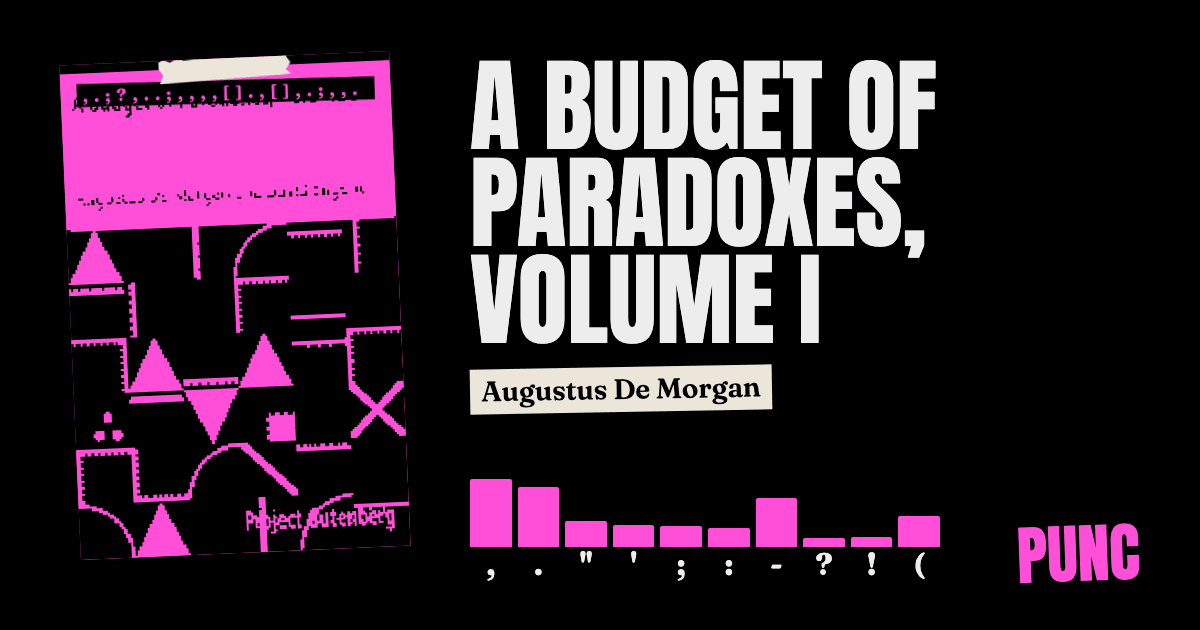 ,.;?,..;,,,,[].,[],.;,,.
A BUDGET OF
PARADOXES,
VOLUME I
Augustus De Morgan
Project Gutenberg
, . " ' ; : - ? ! (
PUNC